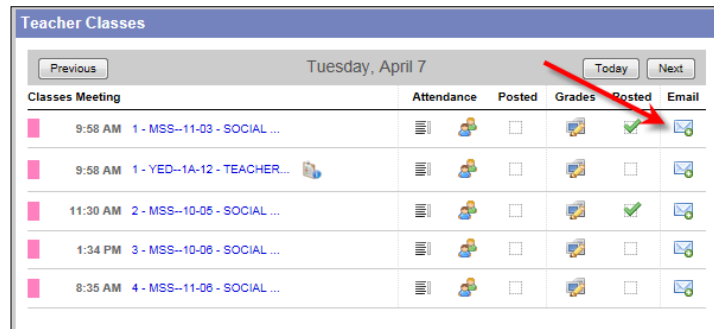 Teacher Classes
Previous Tuesday, April 7 Today Next
Classes Meeting Attendance Posted Grades Posted Email
9:58 AM 1 - MSS--11-03 - SOCIAL ...
9:58 AM 1 - YED--1A-12 - TEACHER...
11:30 AM 2 - MSS--10-05 - SOCIAL ...
1:34 PM 3 - MSS--10-06 - SOCIAL ...
8:35 AM 4 - MSS--11-06 - SOCIAL ...